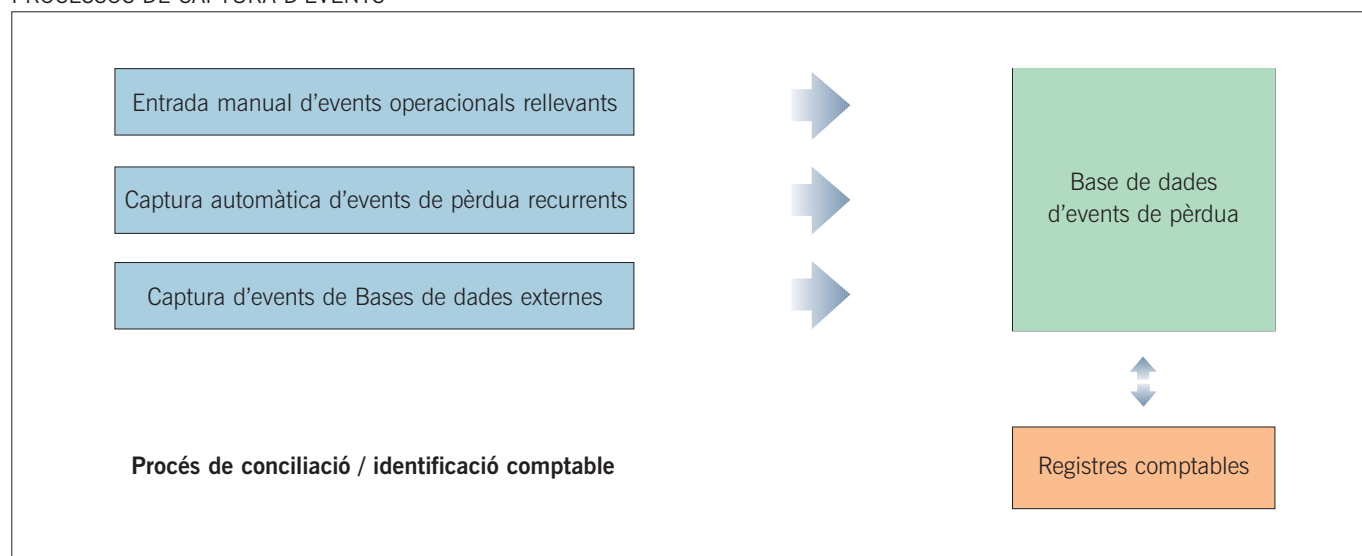 PROCESSOS DE CAPTURA D'EVENTS
Entrada manual d'events operacionals rellevants
Captura automàtica d'events de pèrdua recurrents
Captura d'events de Bases de dades externes
Base de dades
d'events de pèrdua
Procés de conciliació / identificació comptable
Registres comptables